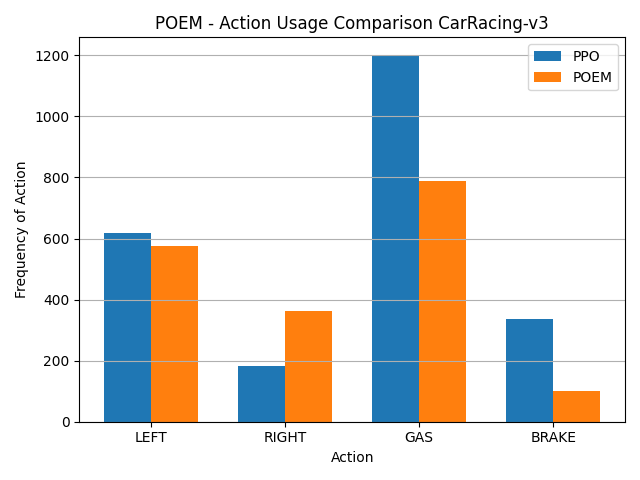 POEM - Action Usage Comparison CarRacing-v3
PPO
POEM
Frequency of Action
1200
1000
800
600
400
200
0
LEFT
RIGHT
GAS
BRAKE
Action